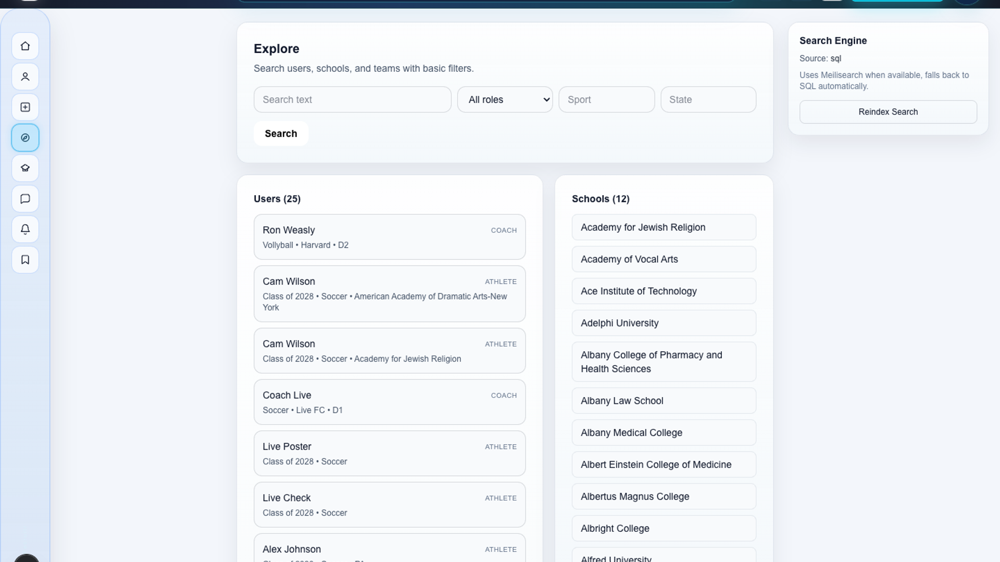 Explore
Search users, schools, and teams with basic filters.
Search text
All roles
Sport
State
Search
Search Engine
Source: sql
Uses Meilisearch when available, falls back to
SQL automatically.
Reindex Search
Users (25)
Ron Weasly
COACH
Vollyball • Harvard • D2
Cam Wilson
ATHLETE
Class of 2028 • Soccer • American Academy of Dramatic Arts-New
York
Cam Wilson
ATHLETE
Class of 2028 • Soccer • Academy for Jewish Religion
Coach Live
COACH
Soccer • Live FC • D1
Live Poster
ATHLETE
Class of 2028 • Soccer
Live Check
ATHLETE
Class of 2028 • Soccer
Alex Johnson
ATHLETE
Schools (12)
Academy for Jewish Religion
Academy of Vocal Arts
Ace Institute of Technology
Adelphi University
Albany College of Pharmacy and
Health Sciences
Albany Law School
Albany Medical College
Albert Einstein College of Medicine
Albertus Magnus College
Albright College
Alfred University